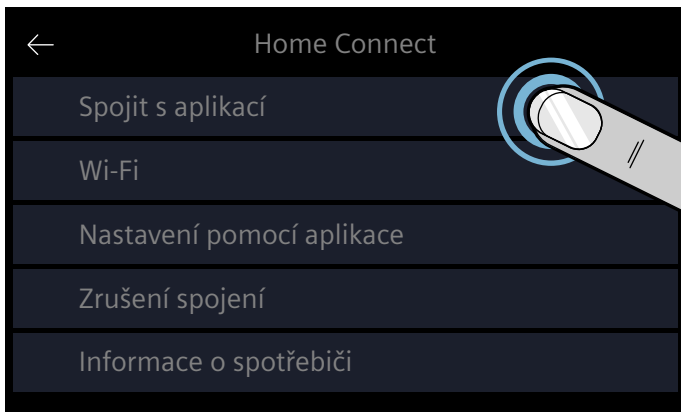 Home Connect
Spojit s aplikací
Wi-Fi
Nastavení pomocí aplikace
Zrušení spojení
Informace o spotřebiči